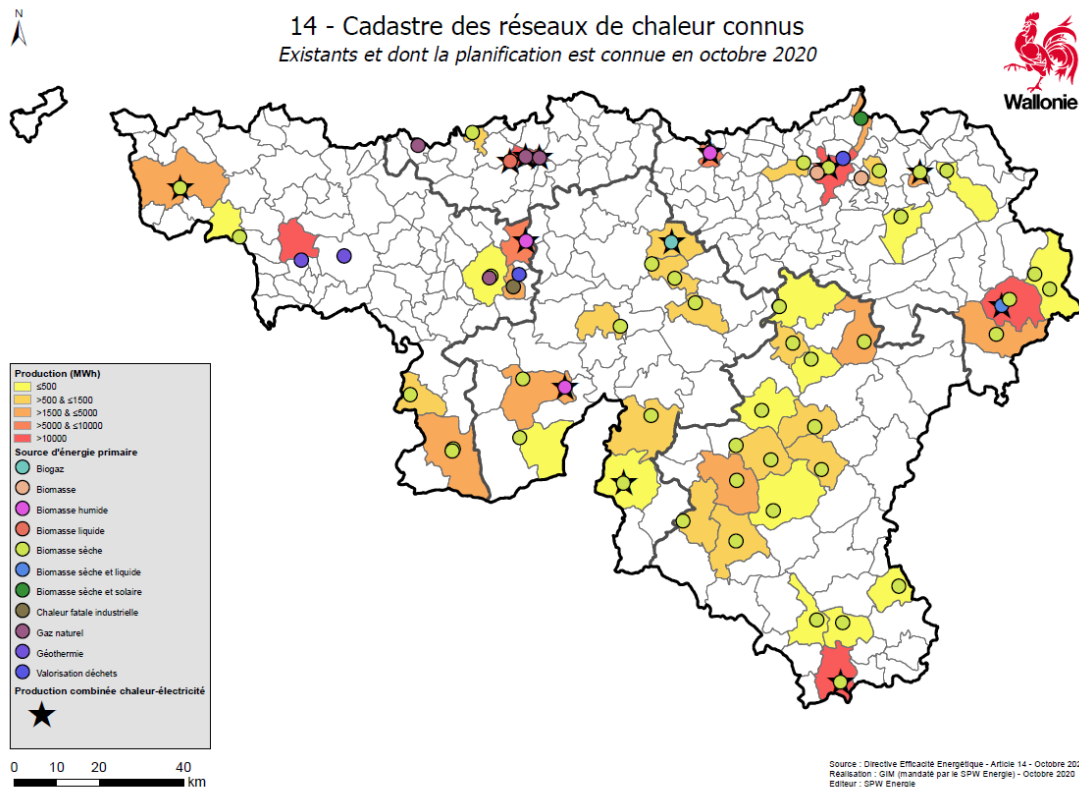 N
14 - Cadastre des réseaux de chaleur connus
Existants et dont la planification est connue en octobre 2020
Wallonie
Production (MWh)
≤500
>500 & ≤1500
>1500 & ≤5000
>5000 & ≤10000
>10000
Source d'énergie primaire
Biogaz
Biomasse
Biomasse humide
Biomasse liquide
Biomasse sèche
Biomasse sèche et liquide
Biomasse sèche et solaire
Chaleur fatale industrielle
Gaz naturel
Géothermie
Valorisation déchets
Production combinée chaleur-électricité
0 10 20 40
km
Source : Directive Efficacité Energétique - Article 14 - Octobre 202
Réalisation : GIM (mandaté par le SPW Energie) - Octobre 2020
Editeur : SPW Energie